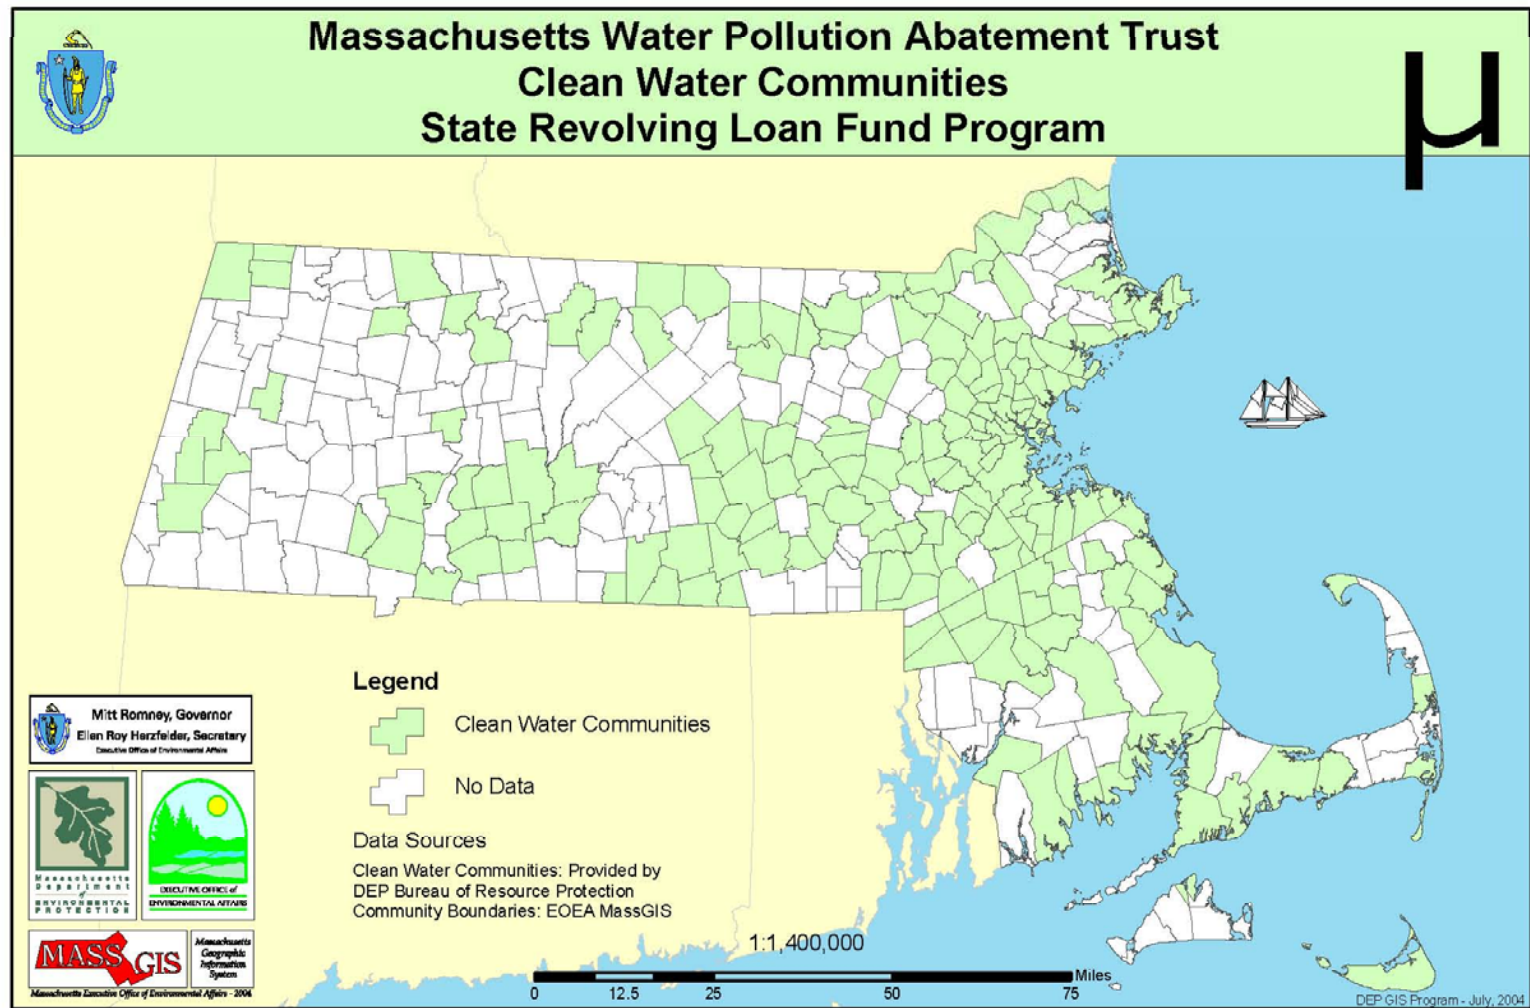 Massachusetts Water Pollution Abatement Trust
Clean Water Communities
State Revolving Loan Fund Program
µ
Legend
Clean Water Communities
No Data
Data Sources
Clean Water Communities: Provided by
DEP Bureau of Resource Protection
Community Boundaries: EOEA MassGIS
Mitt Romney, Governor
Ellen Roy Herzfelder, Secretary
Executive Office of Environmental Affairs
Massachusetts
Department
of
ENVIRONMENTAL
PROTECTION
EXECUTIVE OFFICE of
ENVIRONMENTAL AFFAIRS
MASS GIS
Massachusetts
Geographic
Information
System
Massachusetts Executive Office of Environmental Affairs - 2004
1:1,400,000
Miles
0 12.5 25 50 75
DEP GIS Program - July, 2004